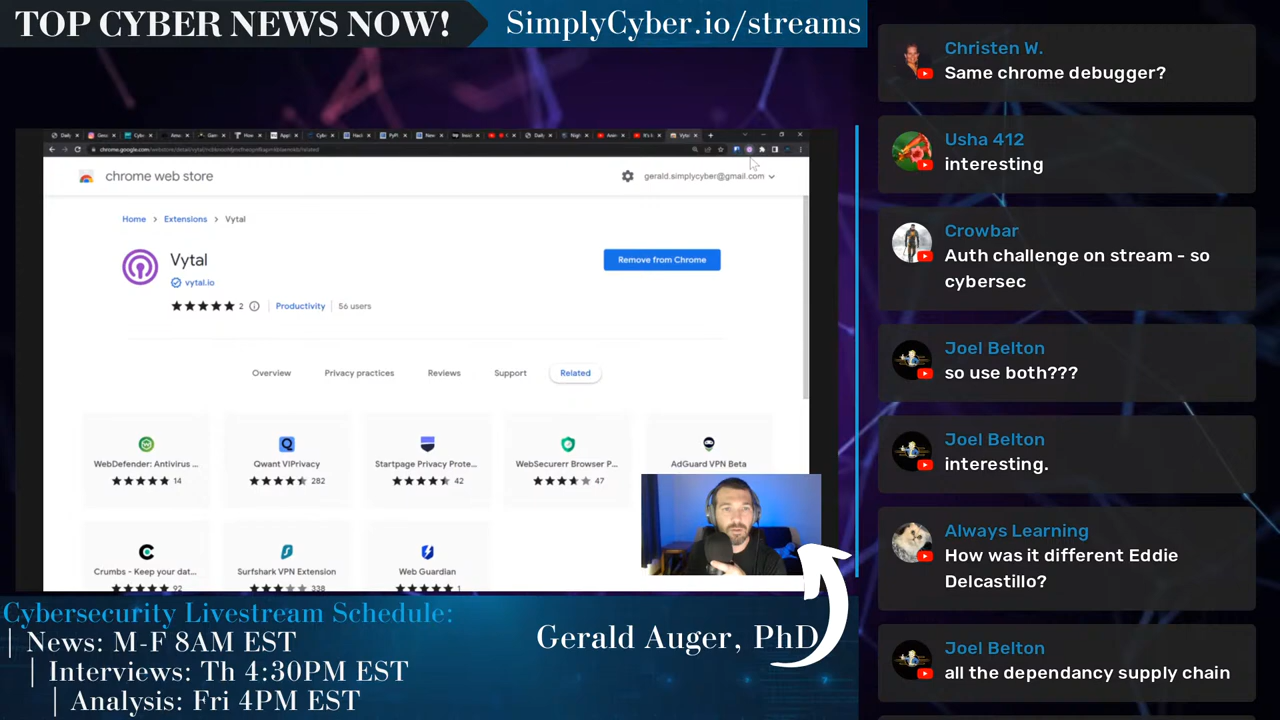 TOP CYBER NEWS NOW!
SimplyCyber.io/streams
chrome web store
gerald.simplycyber@gmail.com
Home > Extensions > Vytal
Vytal
Remove from Chrome
vytal.io
2 Productivity 56 users
Overview Privacy practices Reviews Support Related
WebDefender: Antivirus ...
14
Qwant VIPrivacy
282
Startpage Privacy Prote...
42
WebSecurerr Browser P...
47
AdGuard VPN Beta
Crumbs - Keep your dat...
92
Surfshark VPN Extension
338
Web Guardian
1
Cybersecurity Livestream Schedule:
| News: M-F 8AM EST
| Interviews: Th 4:30PM EST
| Analysis: Fri 4PM EST
Gerald Auger, PhD
Christen W.
Same chrome debugger?
Usha 412
interesting
Crowbar
Auth challenge on stream - so
cybersec
Joel Belton
so use both???
Joel Belton
interesting.
Always Learning
How was it different Eddie
Delcastillo?
Joel Belton
all the dependancy supply chain